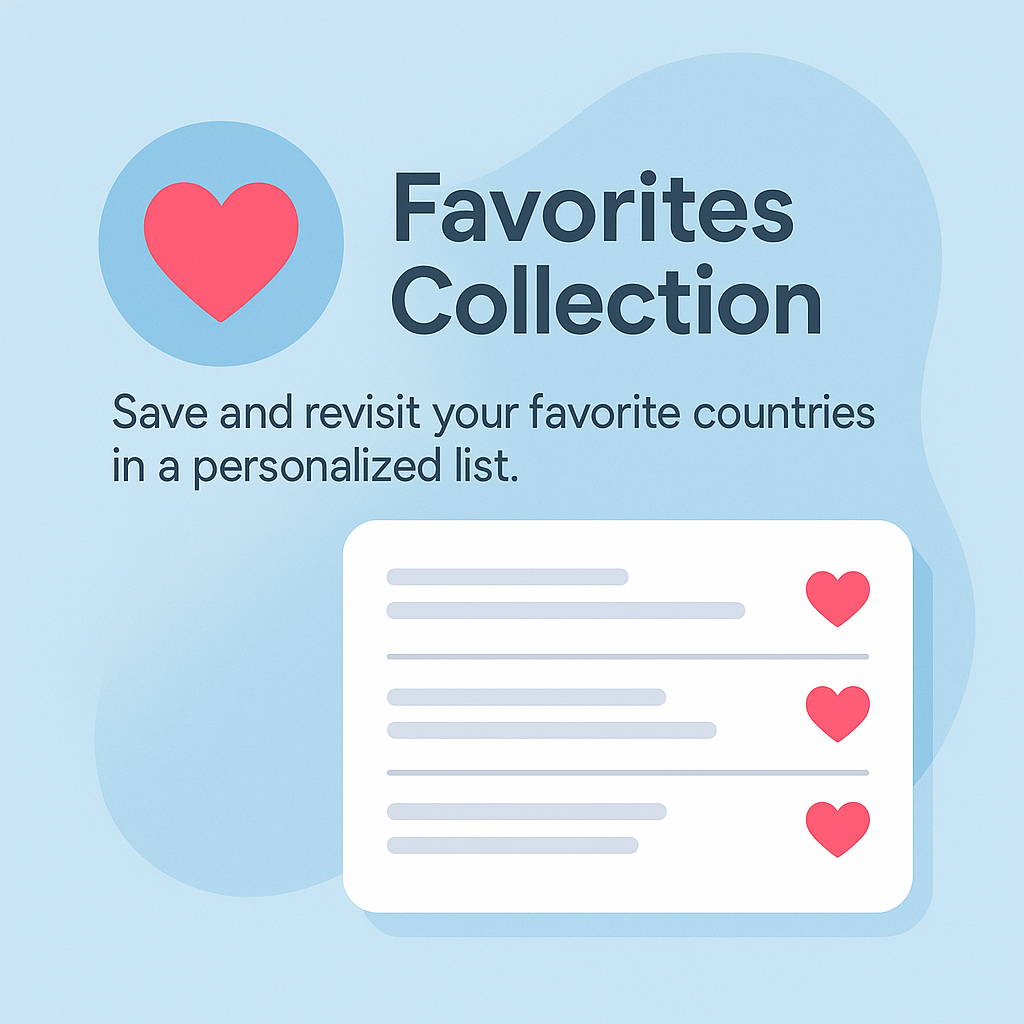 Favorites
Collection
Save and revisit your favorite countries
in a personalized list.